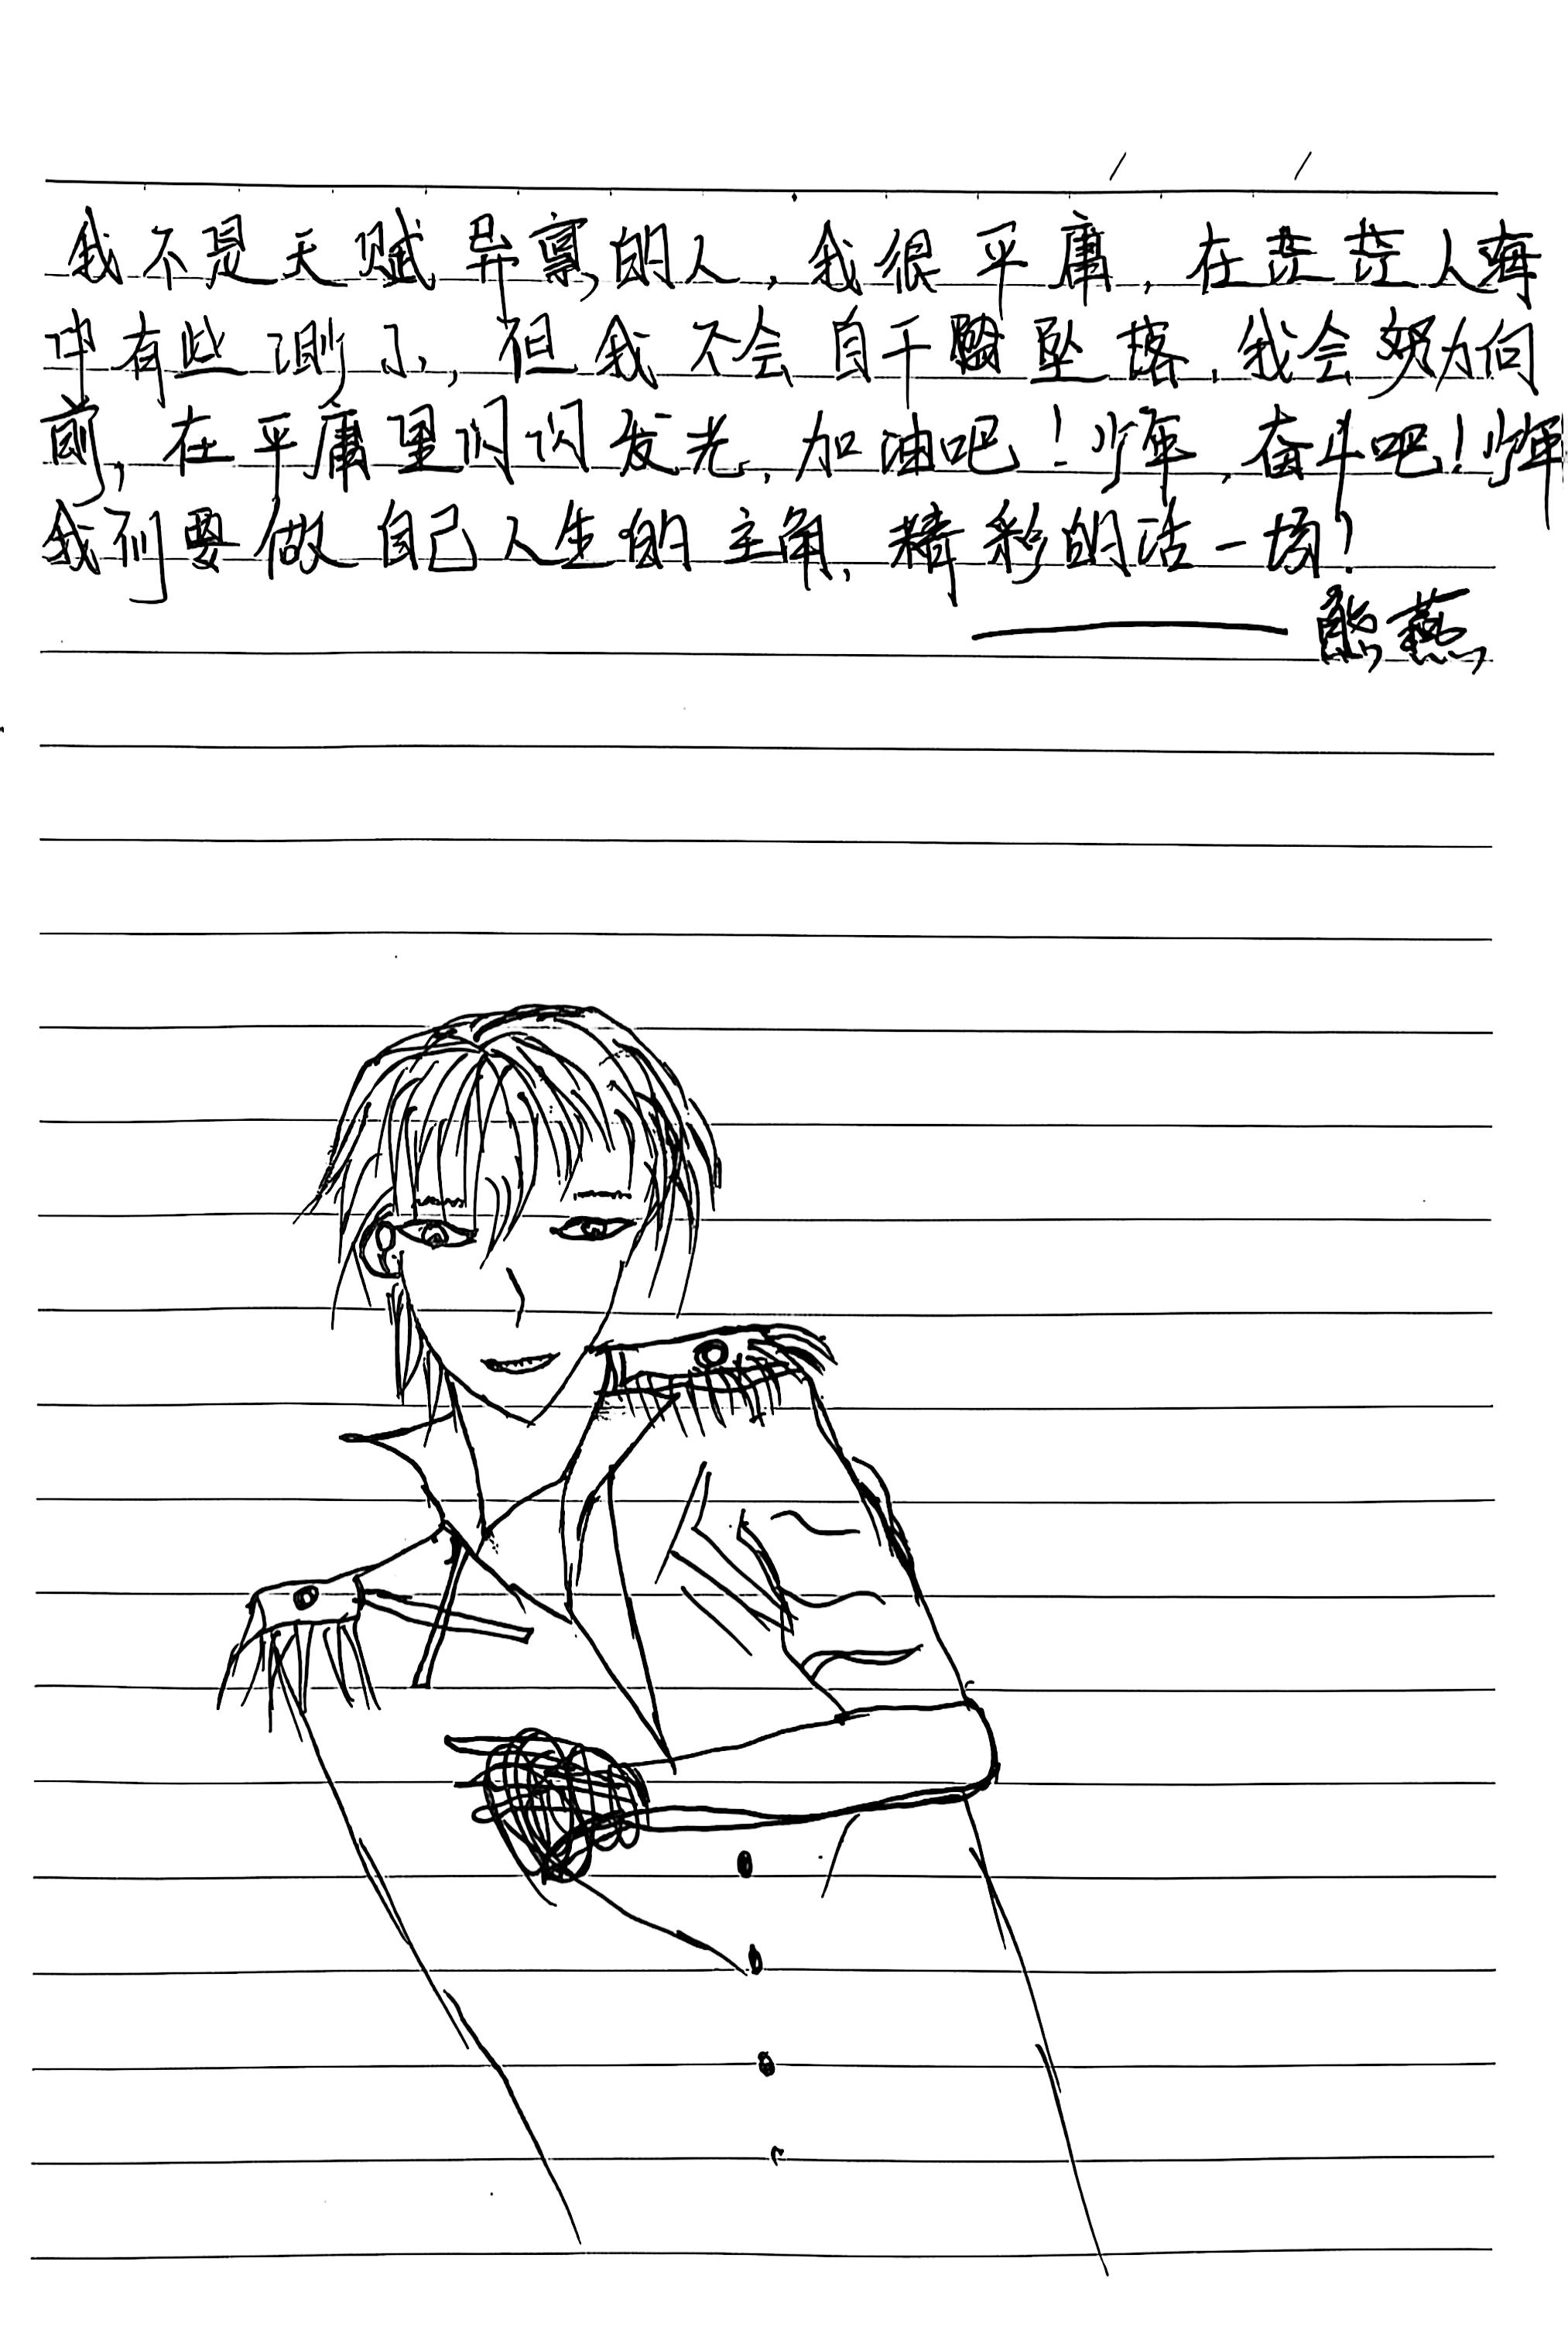 我不是天赋异禀的人,我很平庸,在茫茫人海
中有些渺小,但我不会自干坠落,我会努力向
前,在平庸里闪闪发光,加油吧!少年,奋斗吧!少年
我们要做自己人生的主角,精彩的活一场!
——熊燕